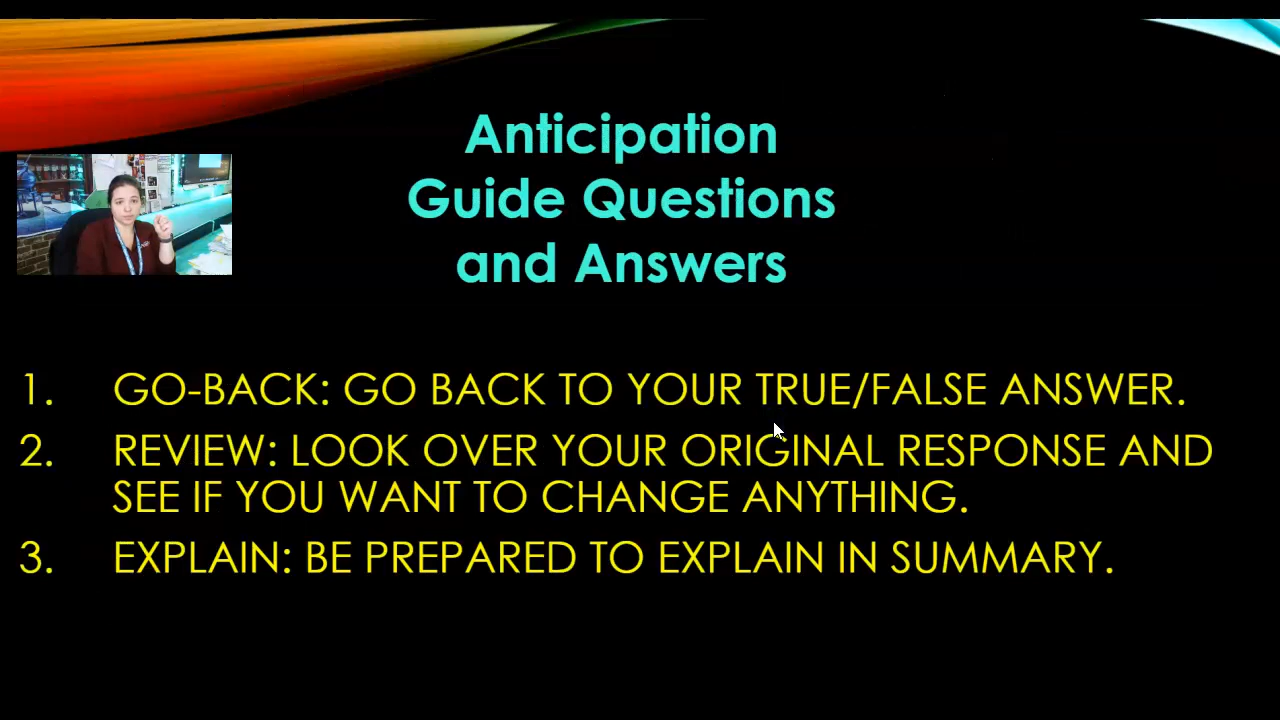 Anticipation
Guide Questions
and Answers
1. GO-BACK: GO BACK TO YOUR TRUE/FALSE ANSWER.
2. REVIEW: LOOK OVER YOUR ORIGINAL RESPONSE AND
SEE IF YOU WANT TO CHANGE ANYTHING.
3. EXPLAIN: BE PREPARED TO EXPLAIN IN SUMMARY.